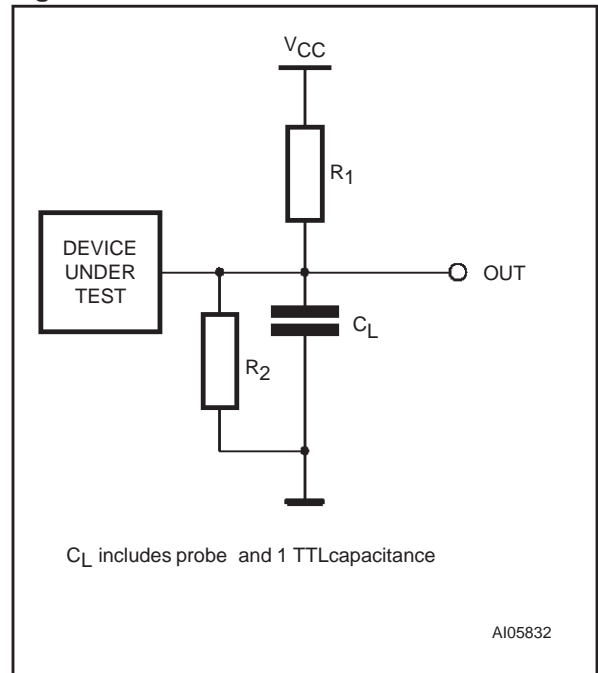 VCC
R1
DEVICE
UNDER
TEST
OUT
CL
R2
CL includes probe and 1 TTLcapacitance
AI05832